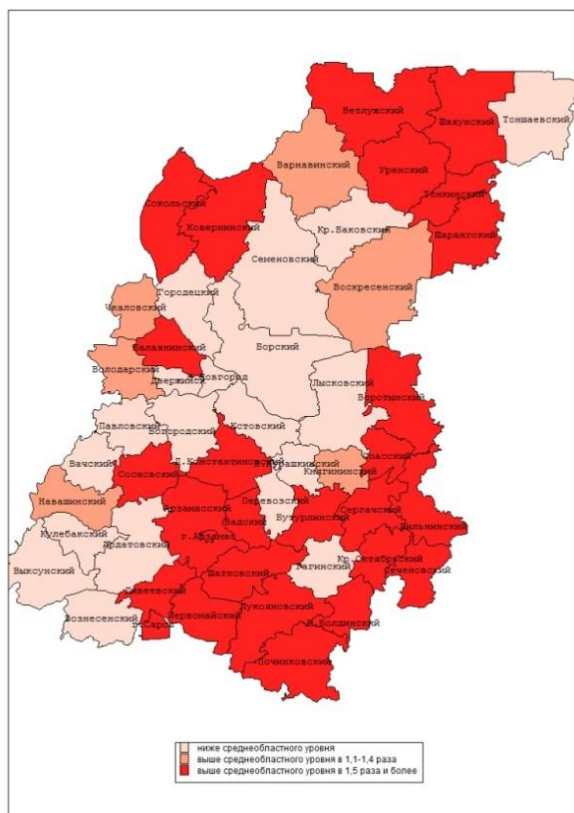 Ветлужский
Шахунский
Тоншаевский
Варнавинский
Уренский
Тонкинский
Сокольский
Ковернинский
Шарангский
Кр.Баковский
Семеновский
Воскресенский
Городецкий
Чкаловский
Балахнинский
Борский
Володарский
Дзержинск
Лысковский
Воротынский
Павловский
Богородский
Кстовский
Вачский
Сосновский
Д.Константиновский
Спасский
Княгининский
Навашинский
Арзамасский
Перевозский
Бутурлинский
Сергачский
Вадский
Пильнинский
Кулебакский
г.Арзамас
Ардатовский
Кр.Октябрьский
Гагинский
Сеченовский
Выксунский
Шатковский
Дивеевский
Лукояновский
Вознесенский
г.Саров
Первомайский
Б.Болдинский
Починковский
ниже среднеобластного уровня
выше среднеобластного уровня в 1,1-1,4 раза
выше среднеобластного уровня в 1,5 раза и более